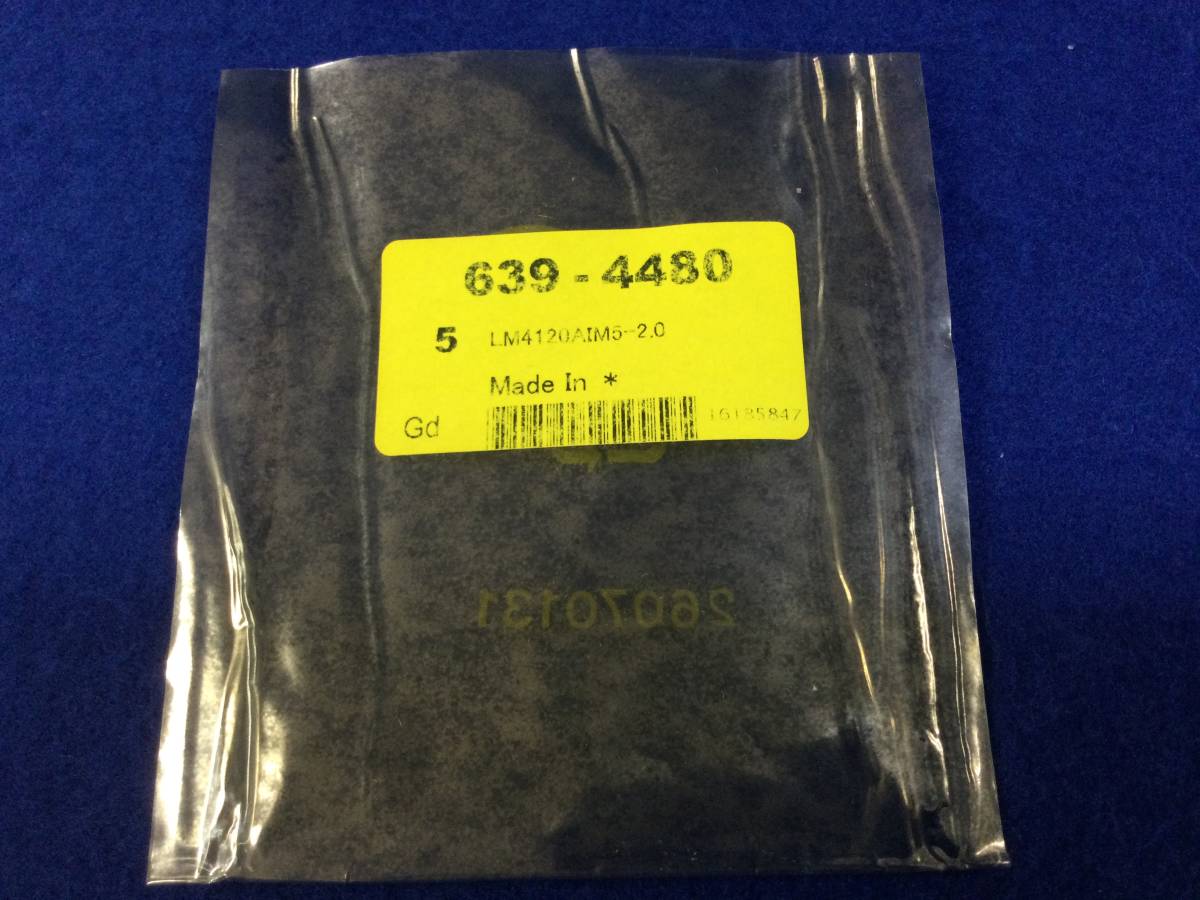 639 - 4480
5 LM4120AIM5-2.0
Made In *
Gd 16185847
26070131